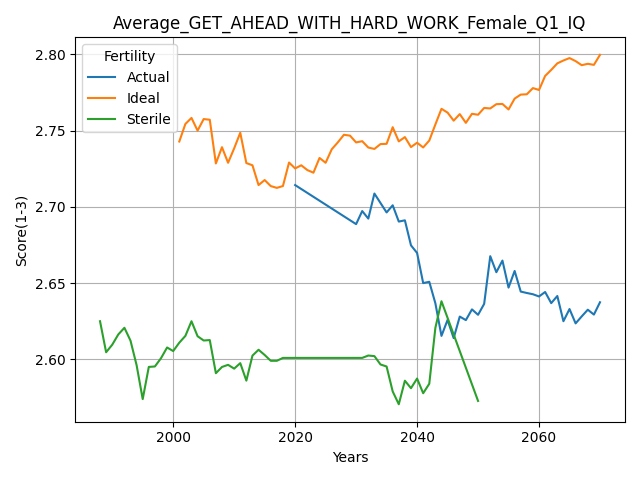 Average_GET_AHEAD_WITH_HARD_WORK_Female_Q1_IQ
Fertility
Actual
Ideal
Sterile
Score(1-3)
2.80
2.75
2.70
2.65
2.60
2000
2020
2040
2060
Years